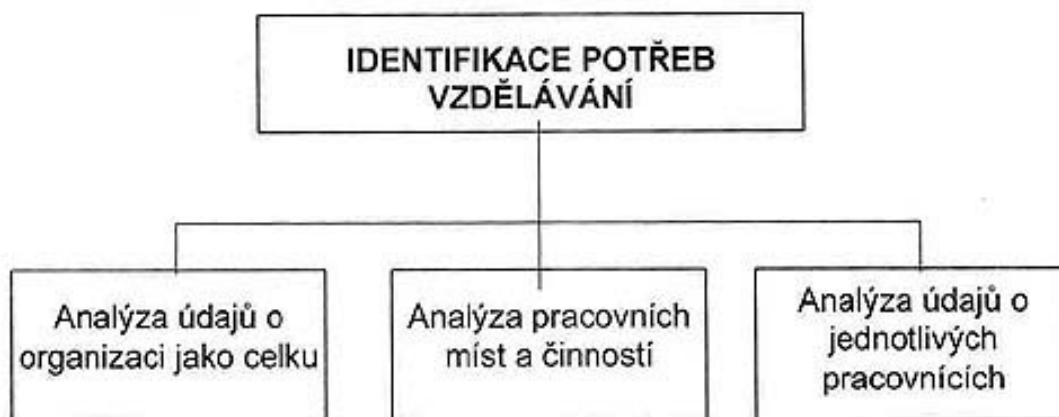 IDENTIFIKACE POTŘEB
VZDĚLÁVÁNÍ
Analýza údajů o
organizaci jako celku
Analýza pracovních
míst a činností
Analýza údajů o
jednotlivých
pracovnících